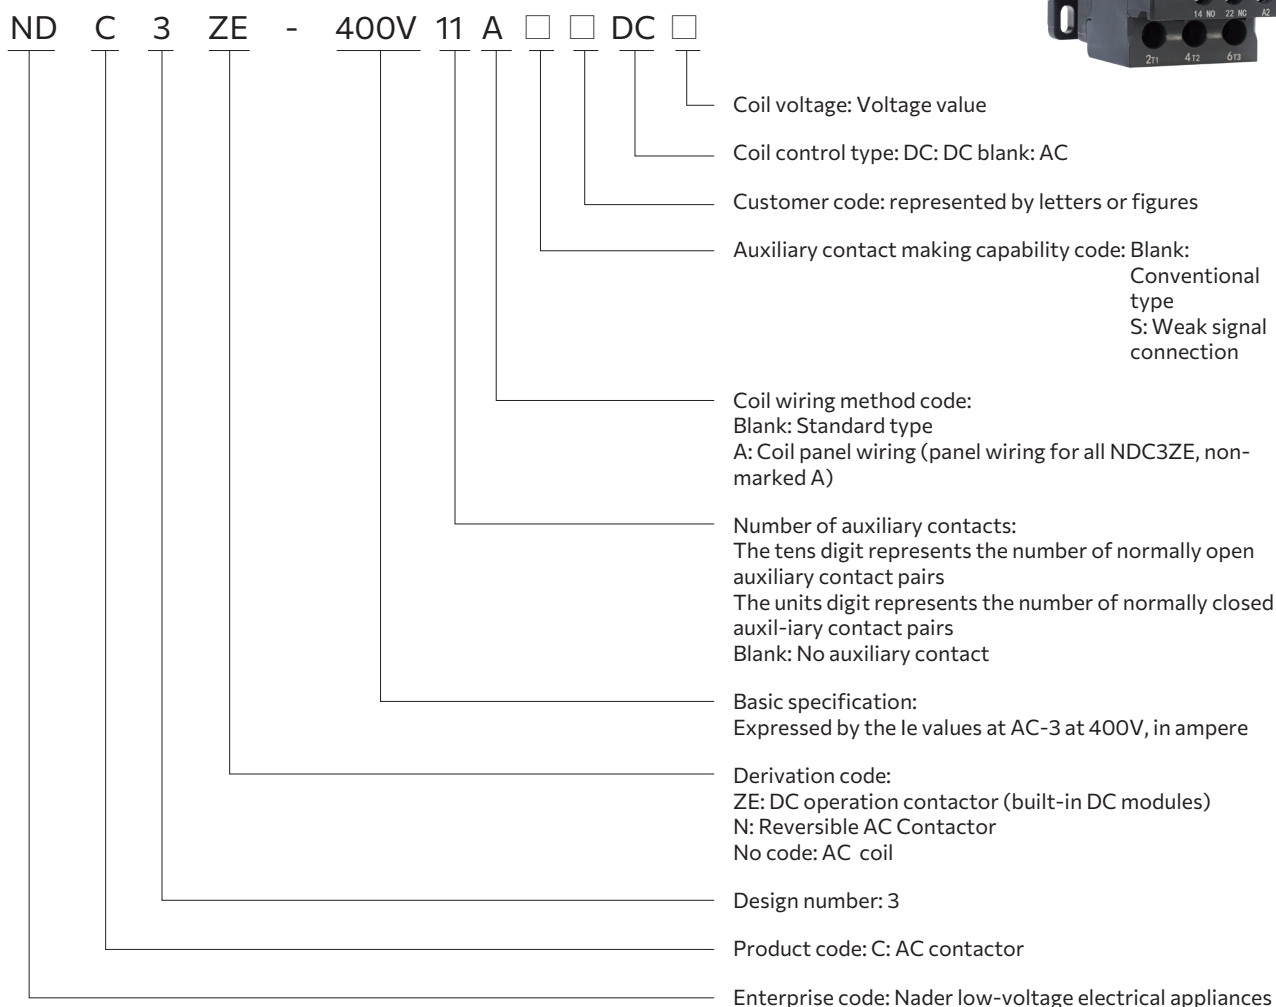 ND C 3 ZE - 400V 11 A □ □ DC □
14 NO 22 NC A2
2T1 4T2 6T3
Coil voltage: Voltage value
Coil control type: DC: DC blank: AC
Customer code: represented by letters or figures
Auxiliary contact making capability code: Blank:
Conventional
type
S: Weak signal
connection
Coil wiring method code:
Blank: Standard type
A: Coil panel wiring (panel wiring for all NDC3ZE, non-
marked A)
Number of auxiliary contacts:
The tens digit represents the number of normally open
auxiliary contact pairs
The units digit represents the number of normally closed
auxil-iary contact pairs
Blank: No auxiliary contact
Basic specification:
Expressed by the Ie values at AC-3 at 400V, in ampere
Derivation code:
ZE: DC operation contactor (built-in DC modules)
N: Reversible AC Contactor
No code: AC coil
Design number: 3
Product code: C: AC contactor
Enterprise code: Nader low-voltage electrical appliances